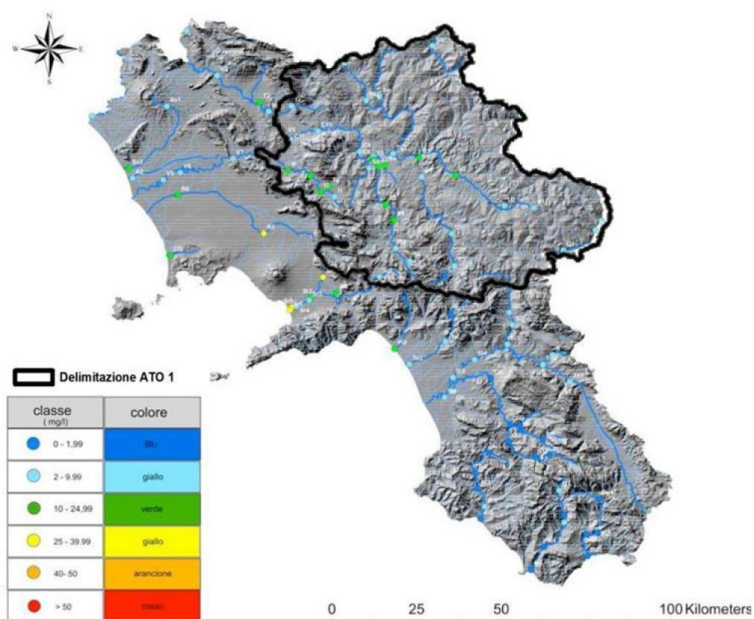 N
W E
S
Delimitazione ATO 1
classe
( mg/l)
colore
0 - 1,99
Blu
2 - 9.99
giallo
10 - 24,99
verde
25 - 39.99
giallo
40- 50
arancione
> 50
rosso
0 25 50 100 Kilometers